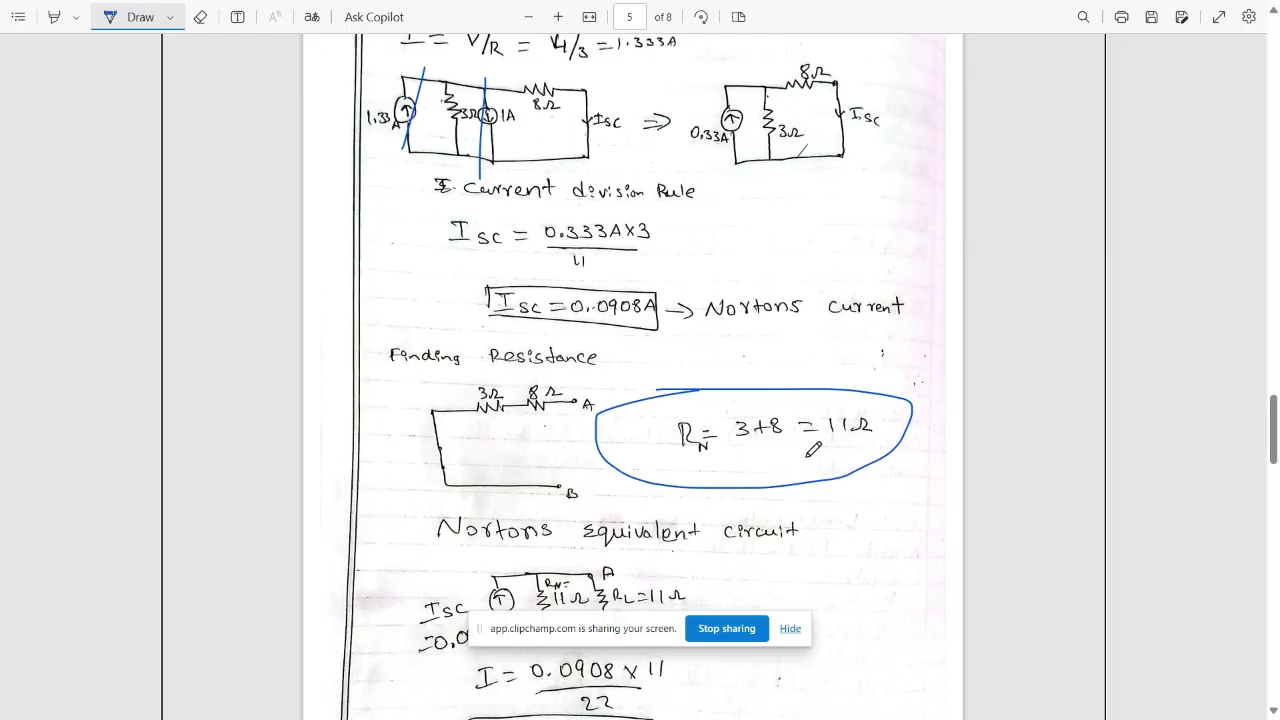 Draw
Ask Copilot
5 of 8
I = V/R = 4/3 = 1.333A
1.33A
3Ω
1A
8Ω
Isc
⇒
0.33A
3Ω
8Ω
Isc
Current division Rule
Isc = 0.333A×3
11
Isc = 0.0908A → Nortons current
Finding Resistance
3Ω 8Ω A
B
RN = 3+8 = 11Ω
Nortons equivalent circuit
A
RN=
11Ω RL=11Ω
Isc
app.clipchamp.com is sharing your screen. Stop sharing Hide
I = 0.0908 × 11
22